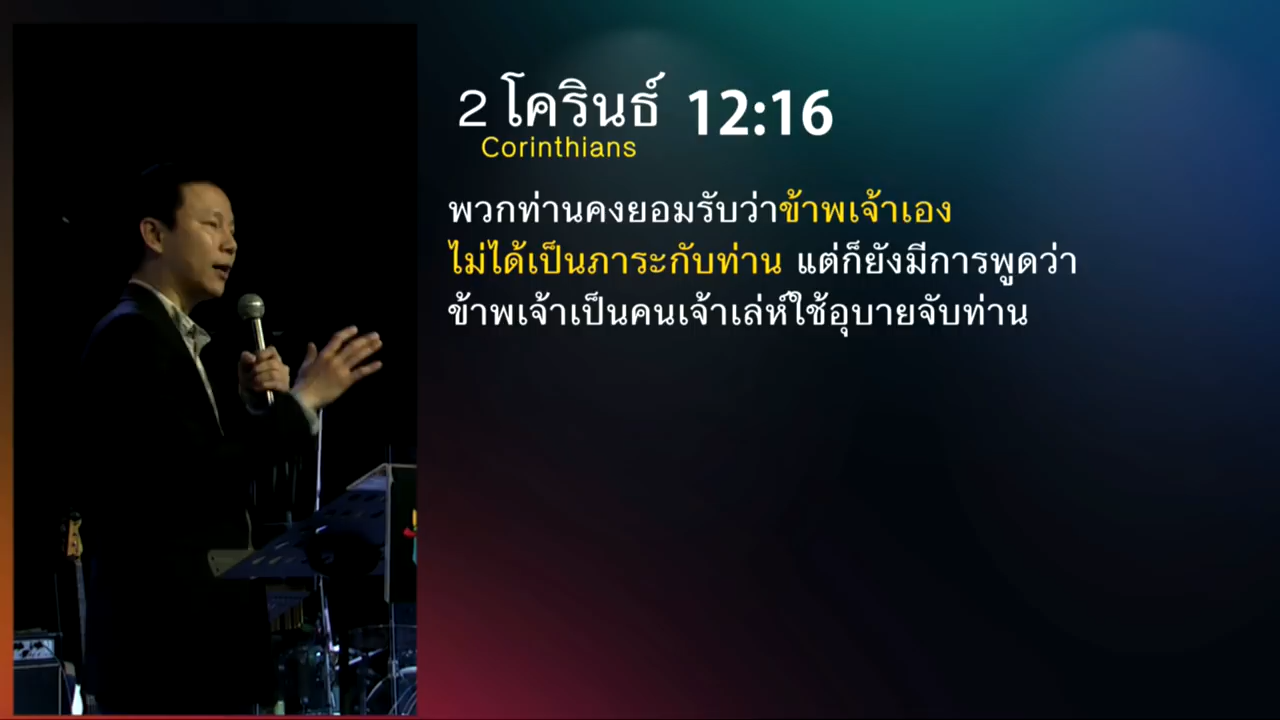 2 โครินธ์ 12:16
Corinthians
พวกท่านคงยอมรับว่าข้าพเจ้าเอง
ไม่ได้เป็นภาระกับท่าน แต่ก็ยังมีการพูดว่า
ข้าพเจ้าเป็นคนเจ้าเล่ห์ใช้อุบายจับท่าน